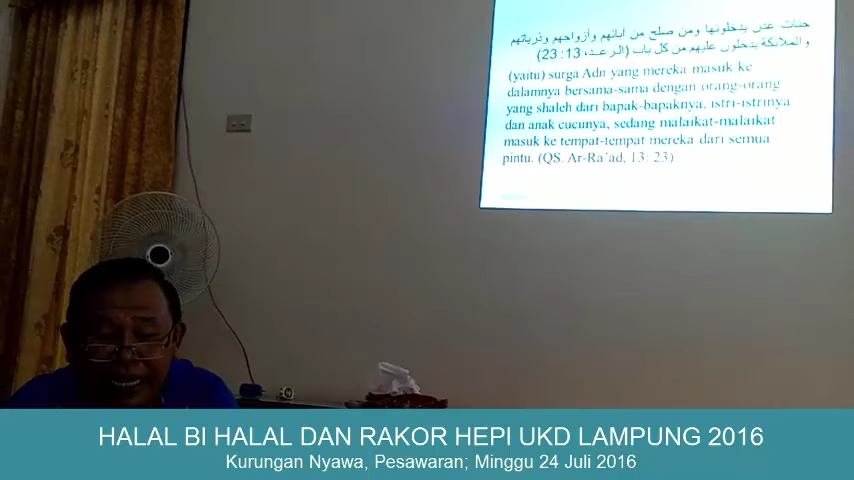 جنات عدن يدخلونها ومن صلح من آبائهم وأزواجهم وذرياتهم
والملائكة يدخلون عليهم من كل باب (الرعد، 13: 23)
(yaitu) surga Adn yang mereka masuk ke
dalamnya bersama-sama dengan orang-orang
yang shaleh dari bapak-bapaknya, istri-istrinya
dan anak cucunya, sedang malaikat-malaikat
masuk ke tempat-tempat mereka dari semua
pintu. (QS. Ar-Ra'ad, 13: 23)
HALAL BI HALAL DAN RAKOR HEPI UKD LAMPUNG 2016
Kurungan Nyawa, Pesawaran; Minggu 24 Juli 2016